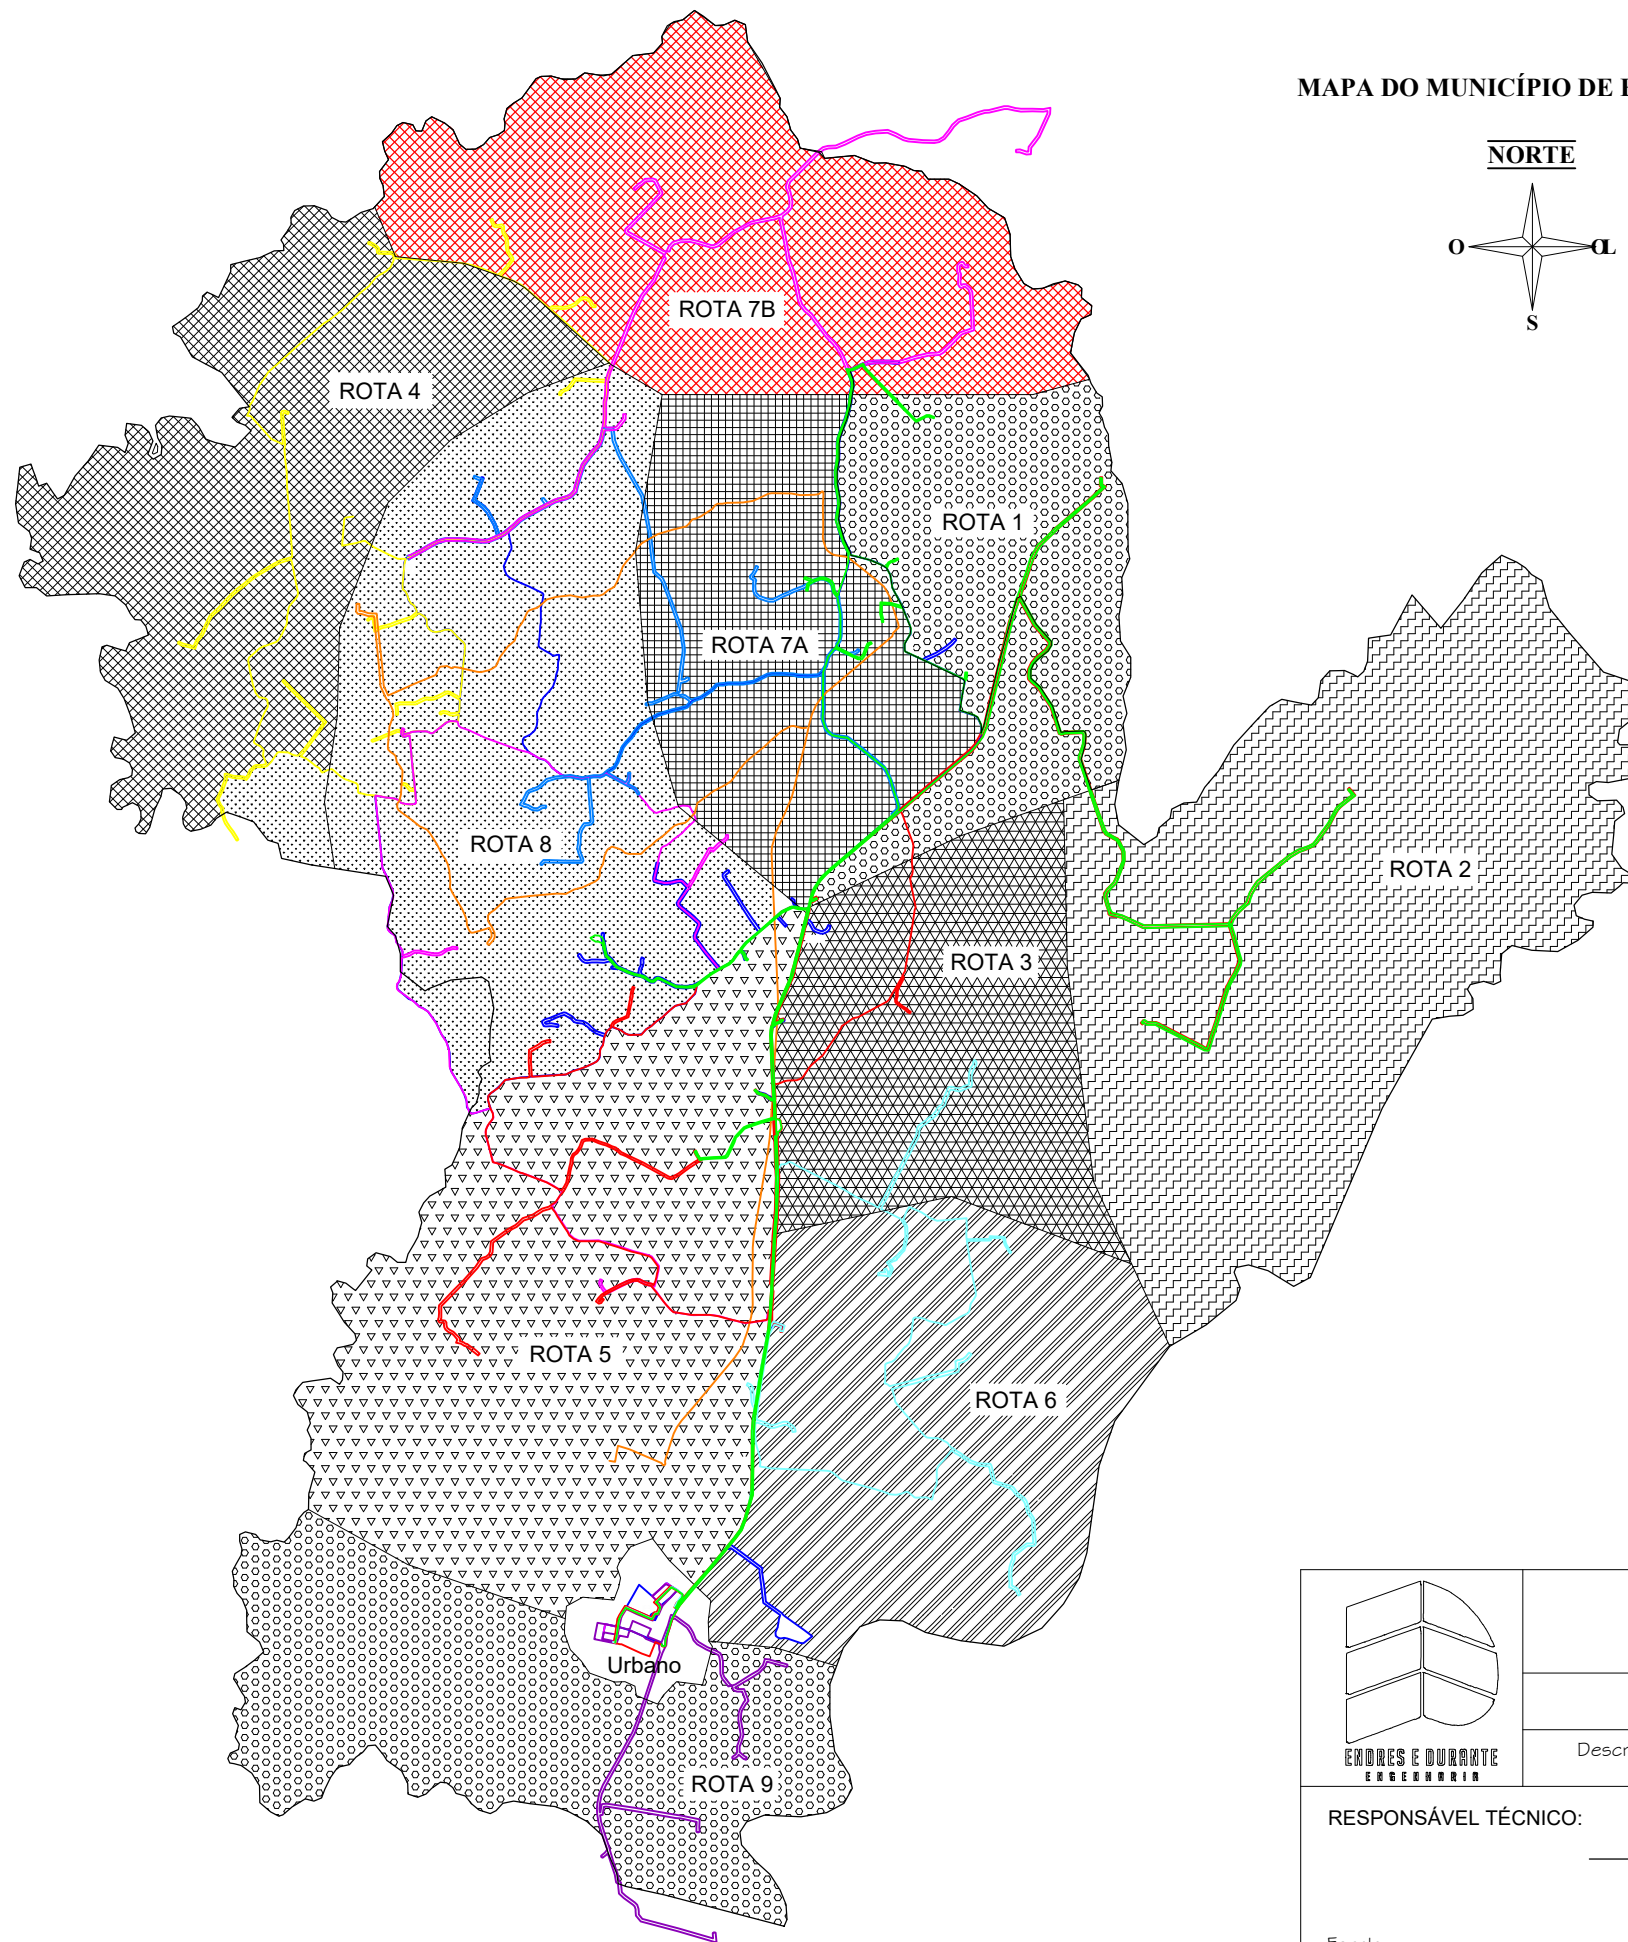 MAPA DO MUNICÍPIO DE
NORTE
O
L
S
ROTA 7B
ROTA 4
ROTA 1
ROTA 7A
ROTA 8
ROTA 2
ROTA 3
ROTA 5
ROTA 6
Urbano
ROTA 9
ENDRES E DURANTE
ENGENHARIA
Descr
RESPONSÁVEL TÉCNICO: